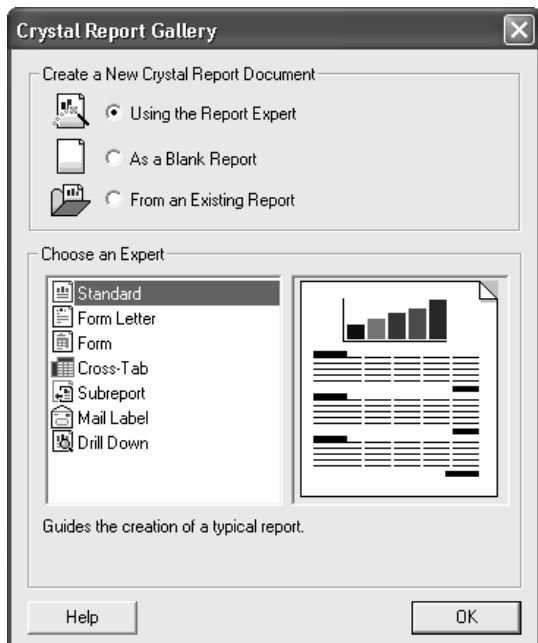 Crystal Report Gallery
Create a New Crystal Report Document
Using the Report Expert
As a Blank Report
From an Existing Report
Choose an Expert
Standard
Form Letter
Form
Cross-Tab
Subreport
Mail Label
Drill Down
Guides the creation of a typical report.
Help
OK